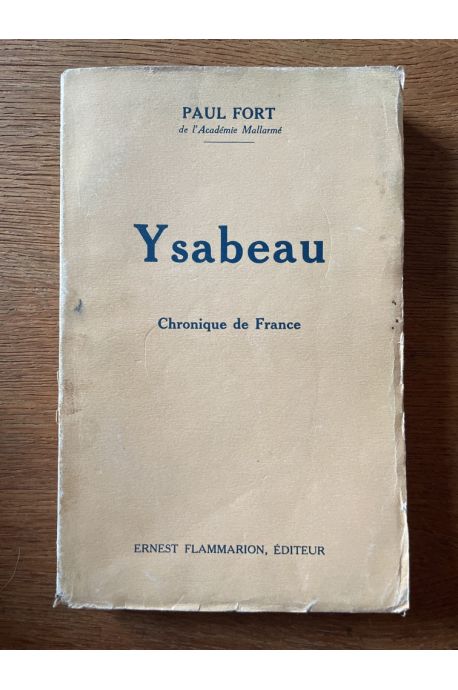 PAUL FORT
de l'Académie Mallarmé
Ysabeau
Chronique de France
ERNEST FLAMMARION, ÉDITEUR